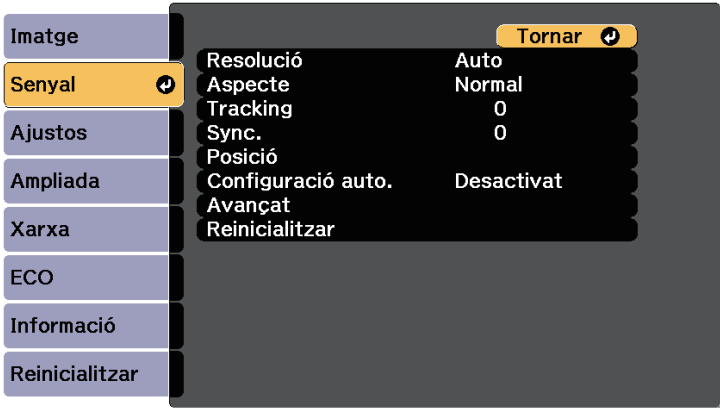 Imatge
Senyal
Ajustos
Ampliada
Xarxa
ECO
Informació
Reinicialitzar
Tornar
Resolució Auto
Aspecte Normal
Tracking 0
Sync. 0
Posició
Configuració auto. Desactivat
Avançat
Reinicialitzar